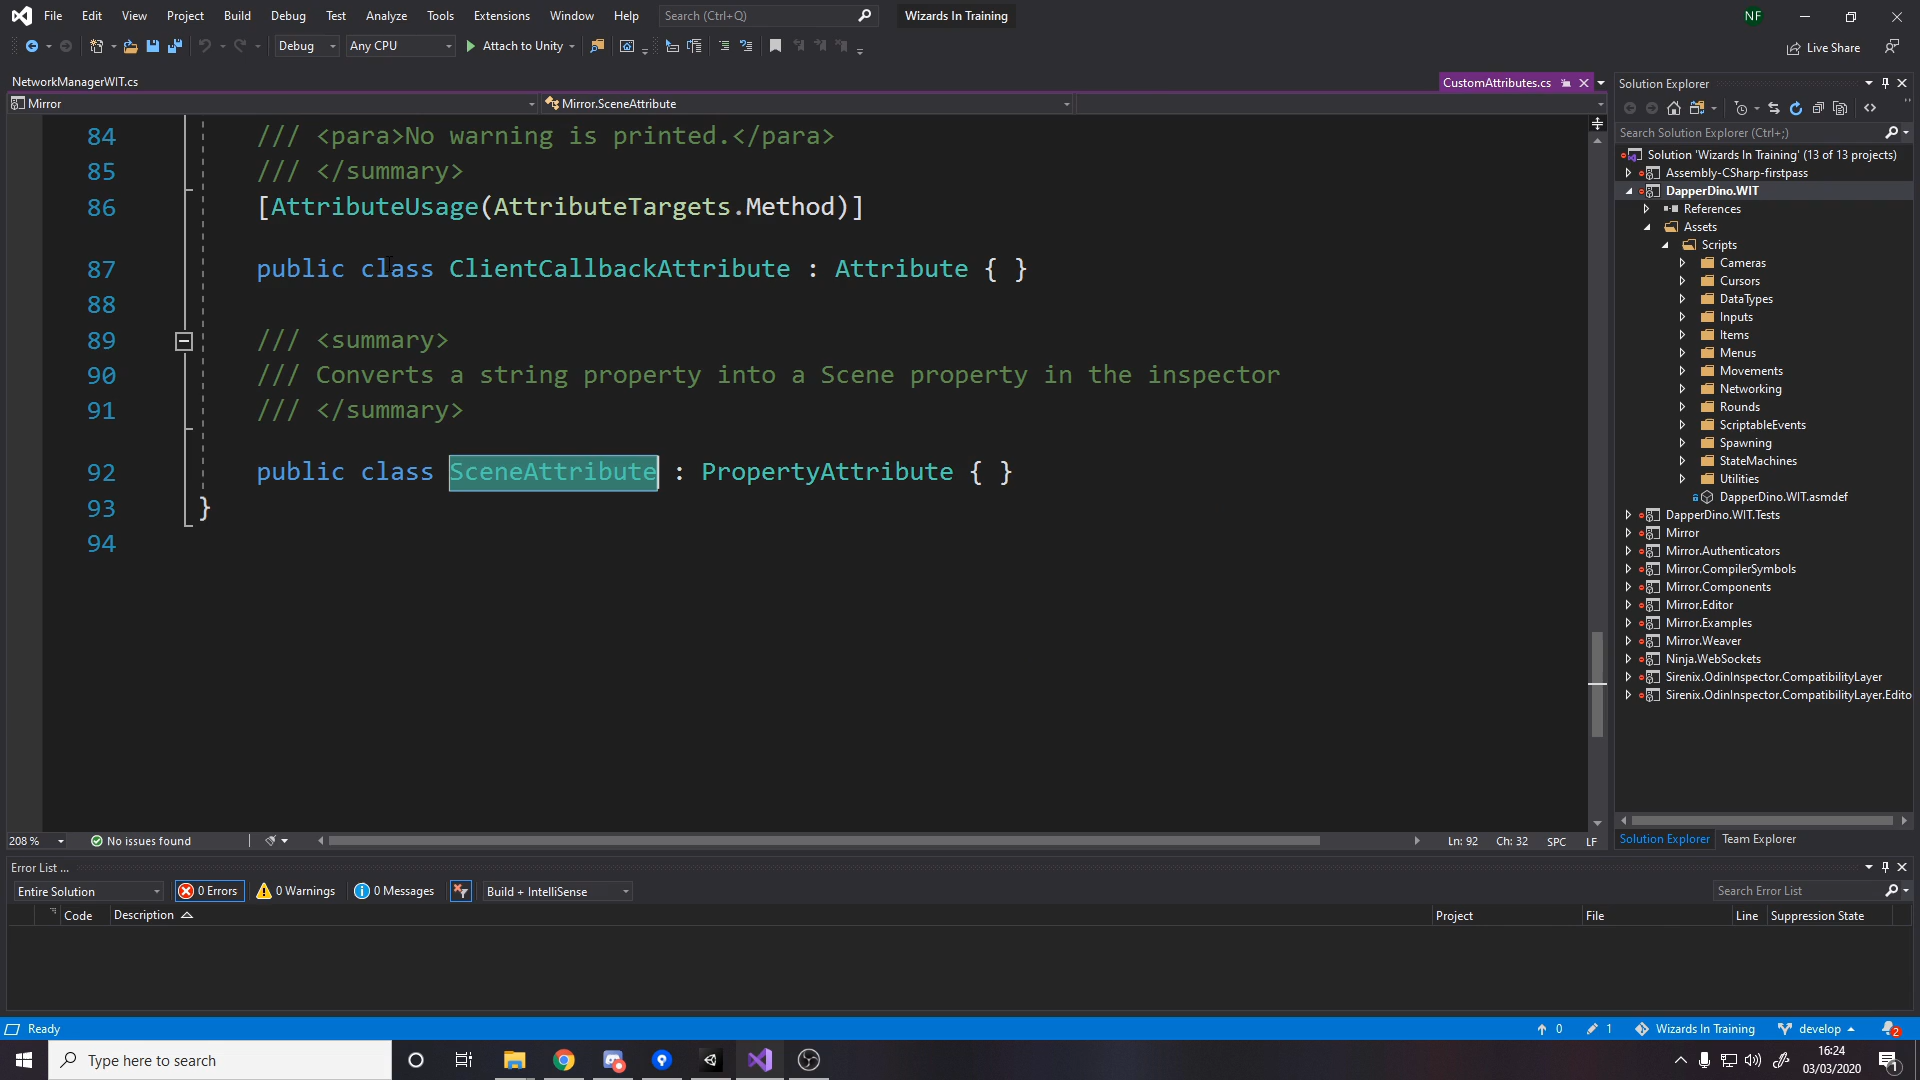 File Edit View Project Build Debug Test Analyze Tools Extensions Window Help Search (Ctrl+Q) Wizards In Training NF
Debug Any CPU Attach to Unity Live Share
NetworkManagerWIT.cs CustomAttributes.cs
Mirror Mirror.SceneAttribute
84 /// <para>No warning is printed.</para>
85 /// </summary>
86 [AttributeUsage(AttributeTargets.Method)]
87 public class ClientCallbackAttribute : Attribute { }
88
89 /// <summary>
90 /// Converts a string property into a Scene property in the inspector
91 /// </summary>
92 public class SceneAttribute : PropertyAttribute { }
93 }
94
208 % No issues found Ln: 92 Ch: 32 SPC LF
Solution Explorer
Search Solution Explorer (Ctrl+;)
Solution 'Wizards In Training' (13 of 13 projects)
Assembly-CSharp-firstpass
DapperDino.WIT
References
Assets
Scripts
Cameras
Cursors
DataTypes
Inputs
Items
Menus
Movements
Networking
Rounds
ScriptableEvents
Spawning
StateMachines
Utilities
DapperDino.WIT.asmdef
DapperDino.WIT.Tests
Mirror
Mirror.Authenticators
Mirror.CompilerSymbols
Mirror.Components
Mirror.Editor
Mirror.Examples
Mirror.Weaver
Ninja.WebSockets
Sirenix.OdinInspector.CompatibilityLayer
Sirenix.OdinInspector.CompatibilityLayer.Edito
Solution Explorer Team Explorer
Error List ...
Entire Solution 0 Errors 0 Warnings 0 Messages Build + IntelliSense Search Error List
Code Description Project File Line Suppression State
Ready 0 1 Wizards In Training develop 2
Type here to search 16:24
03/03/2020 1